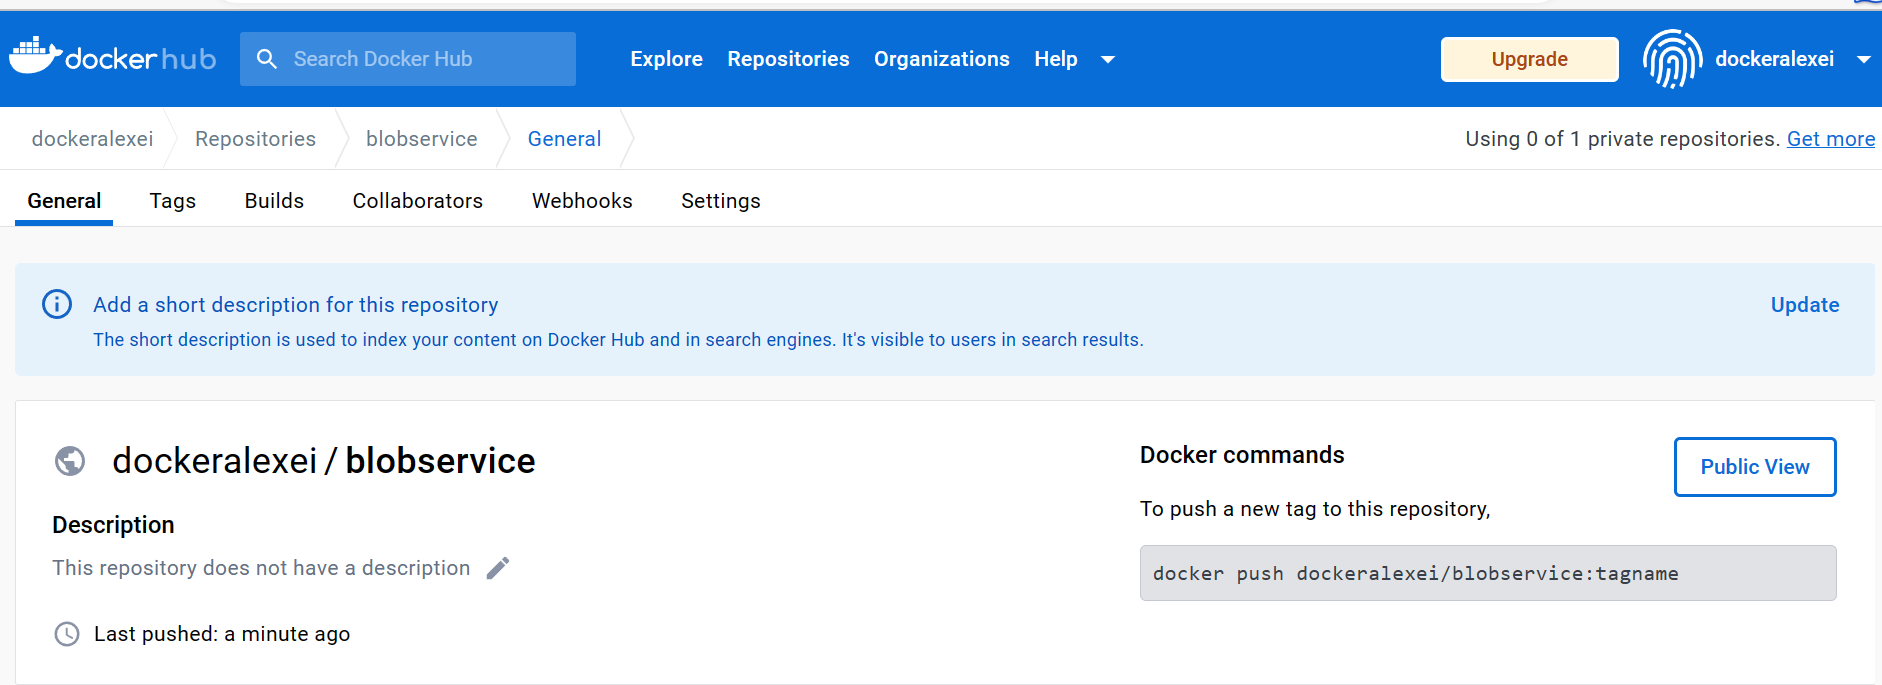 docker hub Search Docker Hub Explore Repositories Organizations Help Upgrade dockeralexei
dockeralexei Repositories blobservice General Using 0 of 1 private repositories. Get more
General Tags Builds Collaborators Webhooks Settings
Add a short description for this repository Update
The short description is used to index your content on Docker Hub and in search engines. It's visible to users in search results.
dockeralexei / blobservice
Description
This repository does not have a description
Last pushed: a minute ago
Docker commands
Public View
To push a new tag to this repository,
docker push dockeralexei/blobservice:tagname